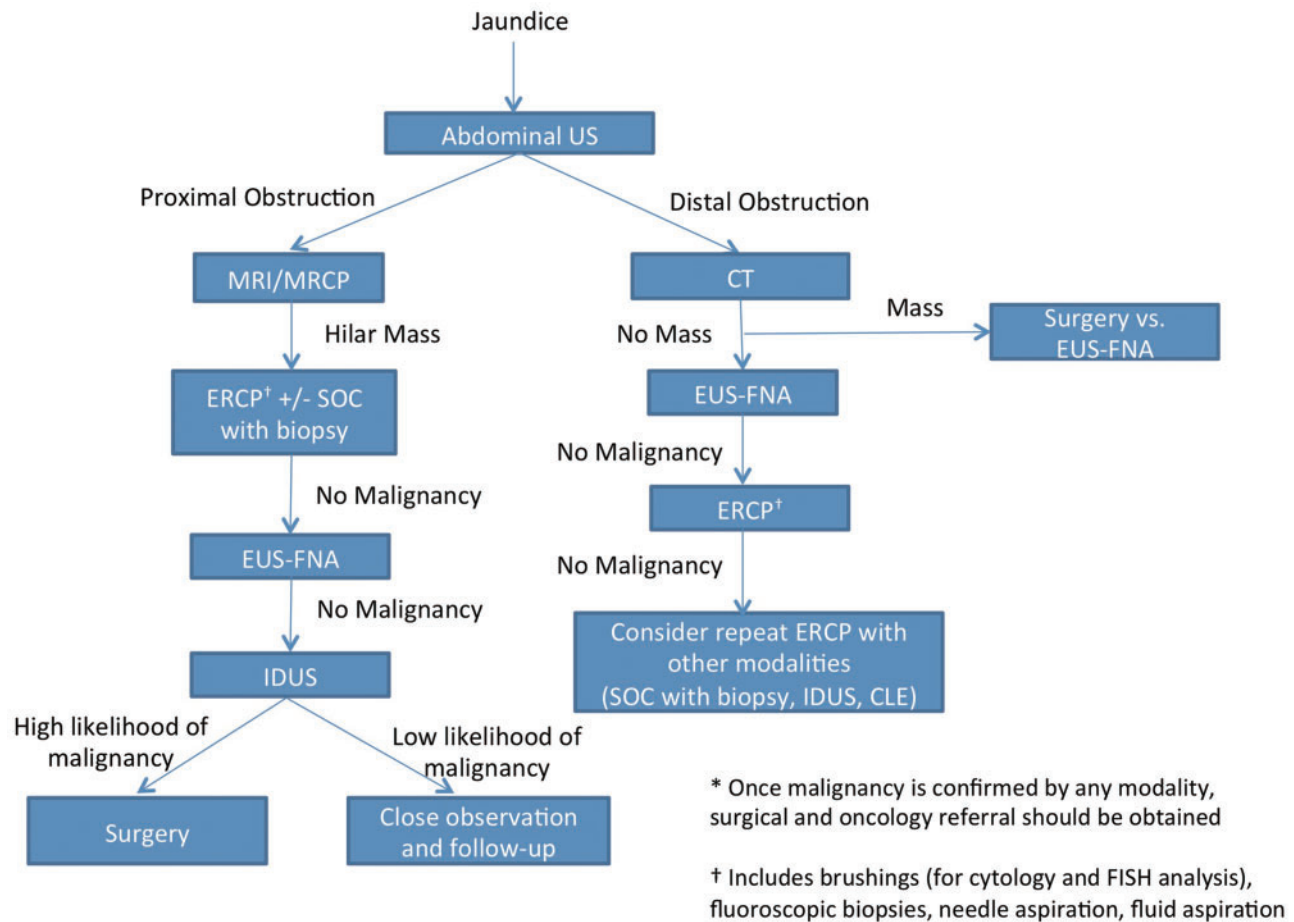 Jaundice
Abdominal US
Proximal Obstruction
Distal Obstruction
MRI/MRCP
CT
Hilar Mass
No Mass
Mass
Surgery vs.
EUS-FNA
ERCP† +/- SOC
with biopsy
EUS-FNA
No Malignancy
No Malignancy
ERCP†
EUS-FNA
No Malignancy
No Malignancy
IDUS
Consider repeat ERCP with
other modalities
(SOC with biopsy, IDUS, CLE)
High likelihood of
malignancy
Low likelihood of
malignancy
Surgery
Close observation
and follow-up
* Once malignancy is confirmed by any modality,
surgical and oncology referral should be obtained
† Includes brushings (for cytology and FISH analysis),
fluoroscopic biopsies, needle aspiration, fluid aspiration